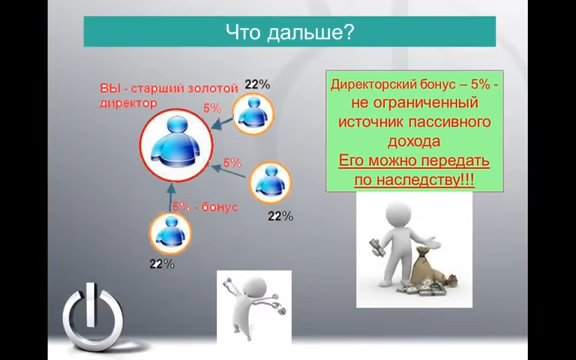 Что дальше?
ВЫ - старший золотой
директор
22%
5%
5%
22%
5% - бонус
22%
Директорский бонус – 5% -
не ограниченный
источник пассивного
дохода
Его можно передать
по наследству!!!